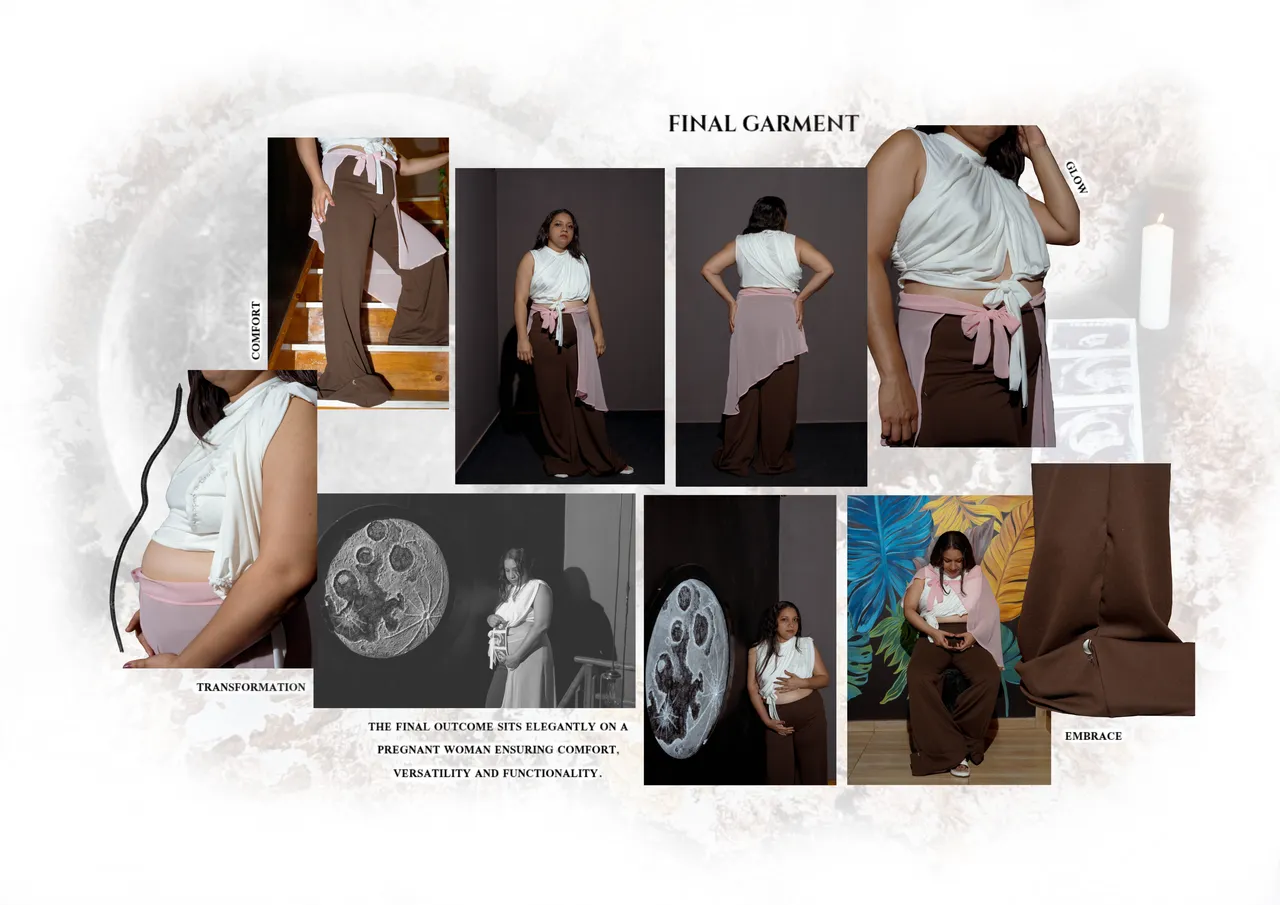 FINAL GARMENT
GLOW
COMFORT
TRANSFORMATION
THE FINAL OUTCOME SITS ELEGANTLY ON A
PREGNANT WOMAN ENSURING COMFORT,
VERSATILITY AND FUNCTIONALITY.
EMBRACE